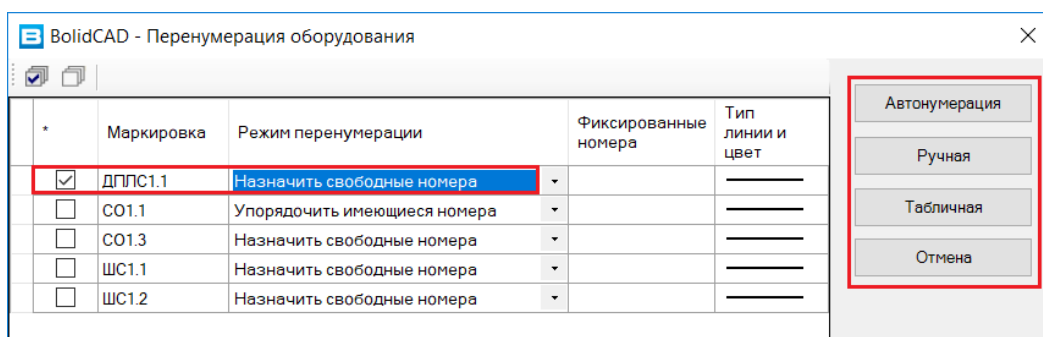 BolidCAD - Перенумерация оборудования
* Маркировка Режим перенумерации Фиксированные номера Тип линии и цвет
ДПЛС1.1 Назначить свободные номера
СО1.1 Упорядочить имеющиеся номера
СО1.3 Назначить свободные номера
ШС1.1 Назначить свободные номера
ШС1.2 Назначить свободные номера
Автонумерация
Ручная
Табличная
Отмена